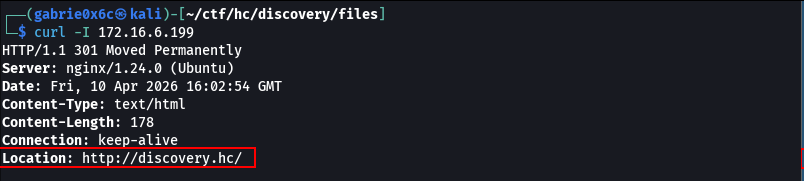 ┌──(gabrie0x6c㉿kali)-[~/ctf/hc/discovery/files]
└─$ curl -I 172.16.6.199
HTTP/1.1 301 Moved Permanently
Server: nginx/1.24.0 (Ubuntu)
Date: Fri, 10 Apr 2026 16:02:54 GMT
Content-Type: text/html
Content-Length: 178
Connection: keep-alive
Location: http://discovery.hc/